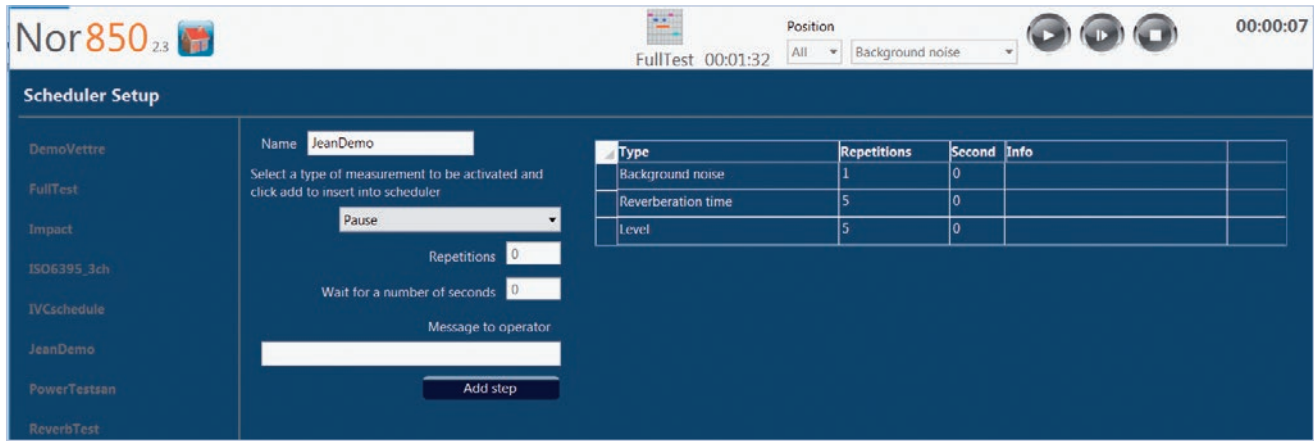 Nor850 2.3
FullTest 00:01:32
Position
All
Background noise
00:00:07
Scheduler Setup
DemoVettre
FullTest
Impact
ISO6395_3ch
IVCschedule
JeanDemo
PowerTestsan
ReverbTest
Name JeanDemo
Select a type of measurement to be activated and
click add to insert into scheduler
Pause
Repetitions 0
Wait for a number of seconds 0
Message to operator
Add step
Type Repetitions Second Info
Background noise 1 0
Reverberation time 5 0
Level 5 0